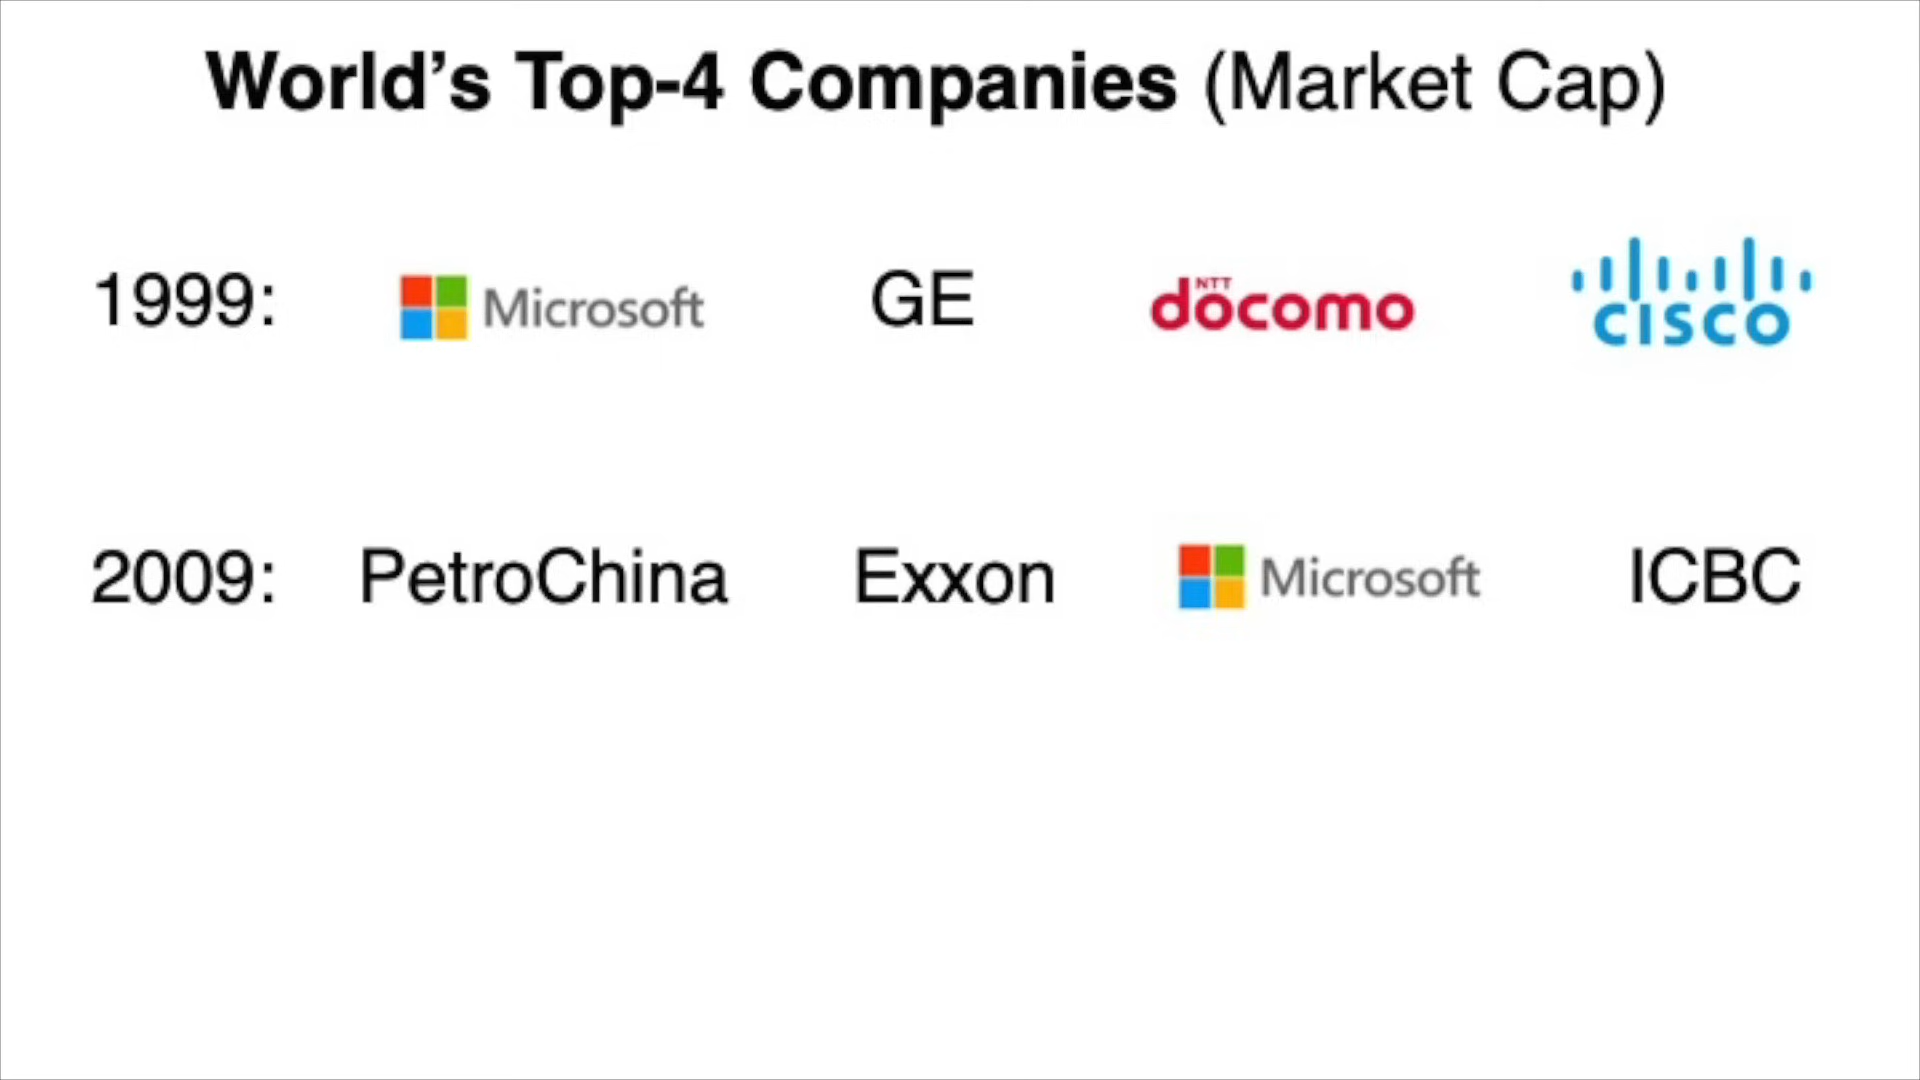 World's Top-4 Companies (Market Cap)
1999: Microsoft GE NTT docomo CISCO
2009: PetroChina Exxon Microsoft ICBC